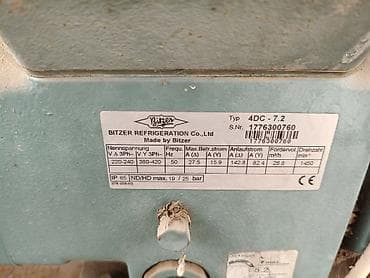 Bitzer
BITZER REFRIGERATION Co.,Ltd
Made by Bitzer
Typ 4DC - 7.2
S.Nr. 1776300760
1776300760
Nennspannung Frequ. Max.Betr.strom Anlaufstrom Fördervol Drehzahl
V Δ 3Ph~ V Y 3Ph~ Hz A (Δ) A (Y) A (Δ) A (Y) m³/h min⁻¹
220-240 380-420 50 27.5 15.9 142.8 82.4 26.8 1450
IP 65 ND/HD max. 19 / 25 bar